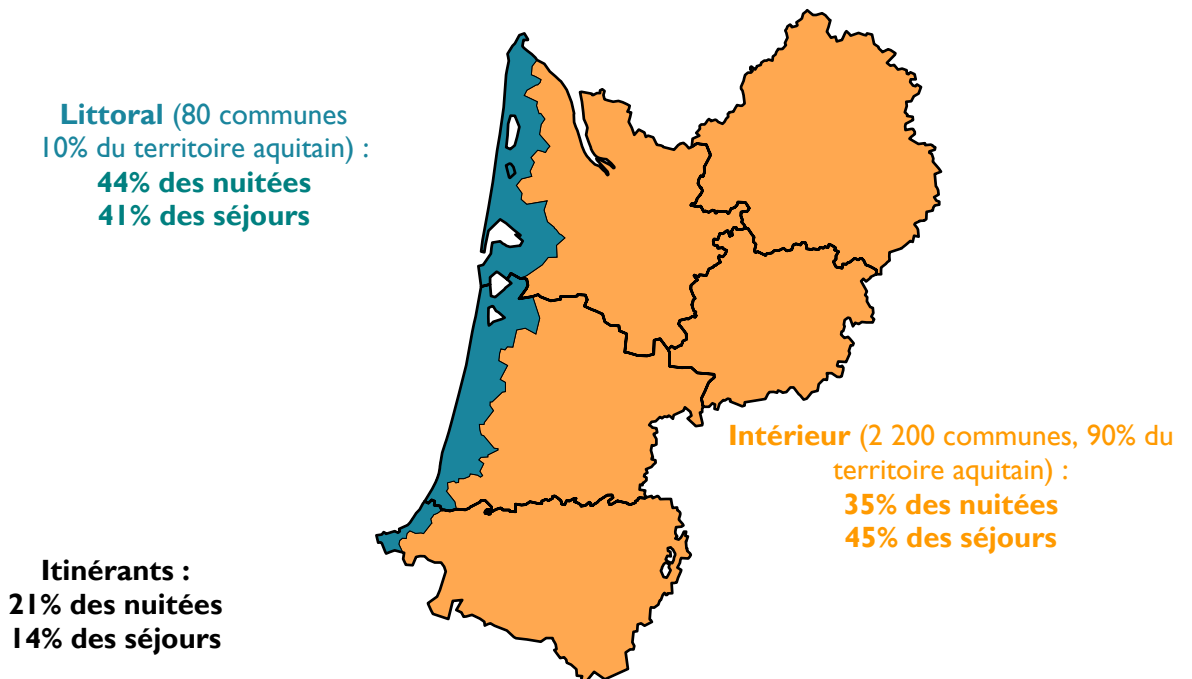 Littoral (80 communes
10% du territoire aquitain) :
44% des nuitées
41% des séjours
Intérieur (2 200 communes, 90% du
territoire aquitain) :
35% des nuitées
45% des séjours
Itinérants :
21% des nuitées
14% des séjours